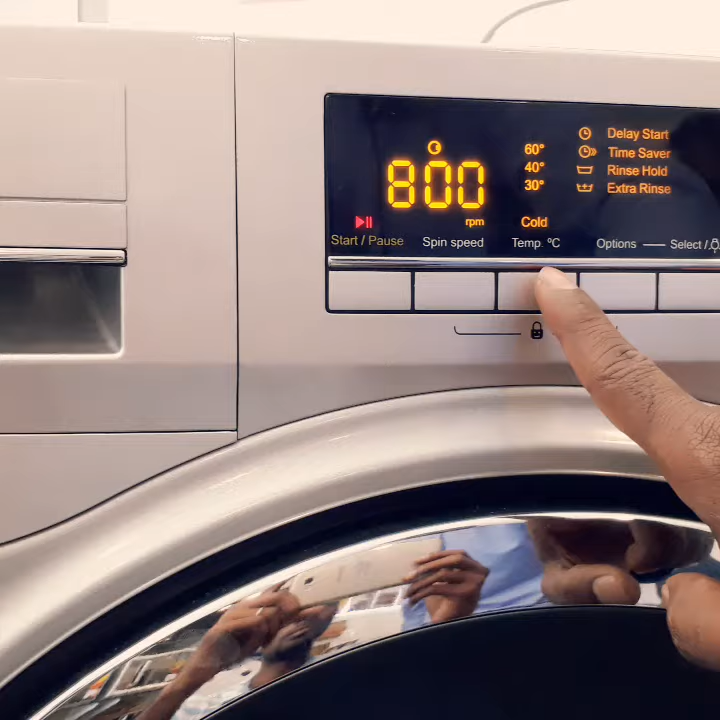 800
rpm
60°
40°
30°
Cold
Delay Start
Time Saver
Rinse Hold
Extra Rinse
Start / Pause
Spin speed
Temp. ºC
Options
Select /